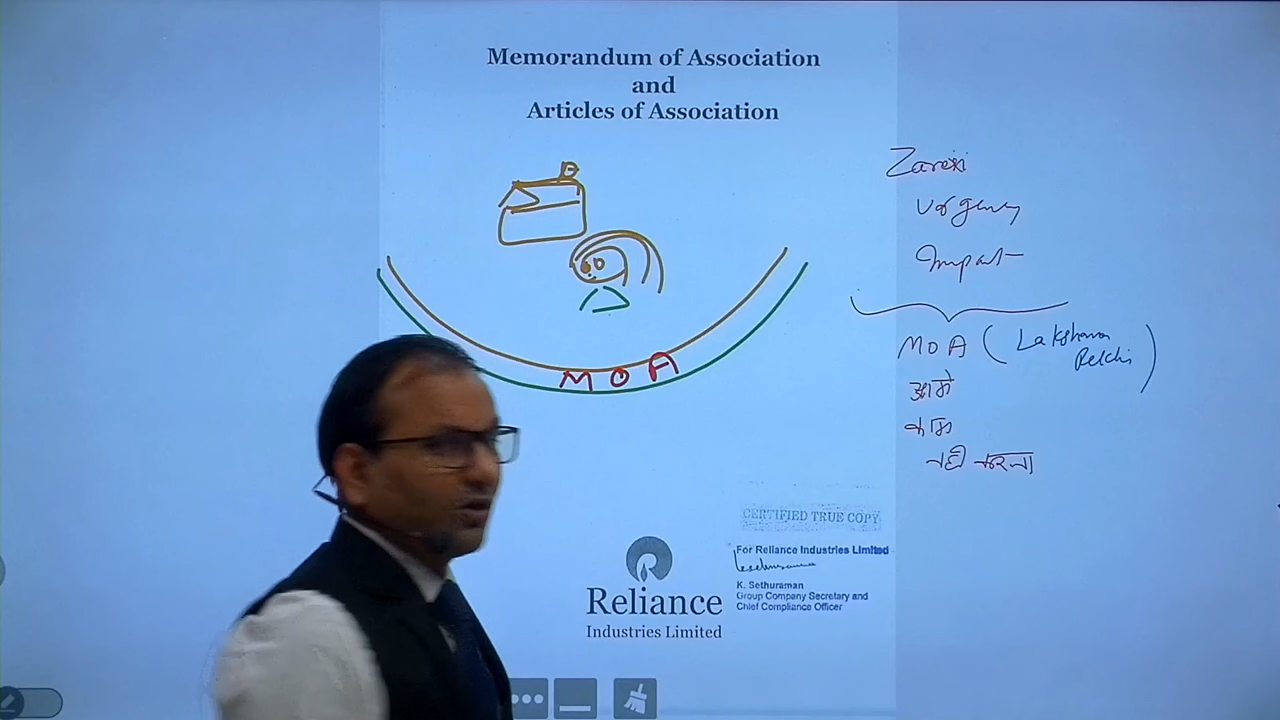 Memorandum of Association
and
Articles of Association
Zaroori
Urgency
Impact
MOA (Lakshman
Rekha)
MOA
आगे
काम
नहीं करना
CERTIFIED TRUE COPY
For Reliance Industries Limited
K. Sethuraman
Group Company Secretary and
Chief Compliance Officer
Reliance
Industries Limited